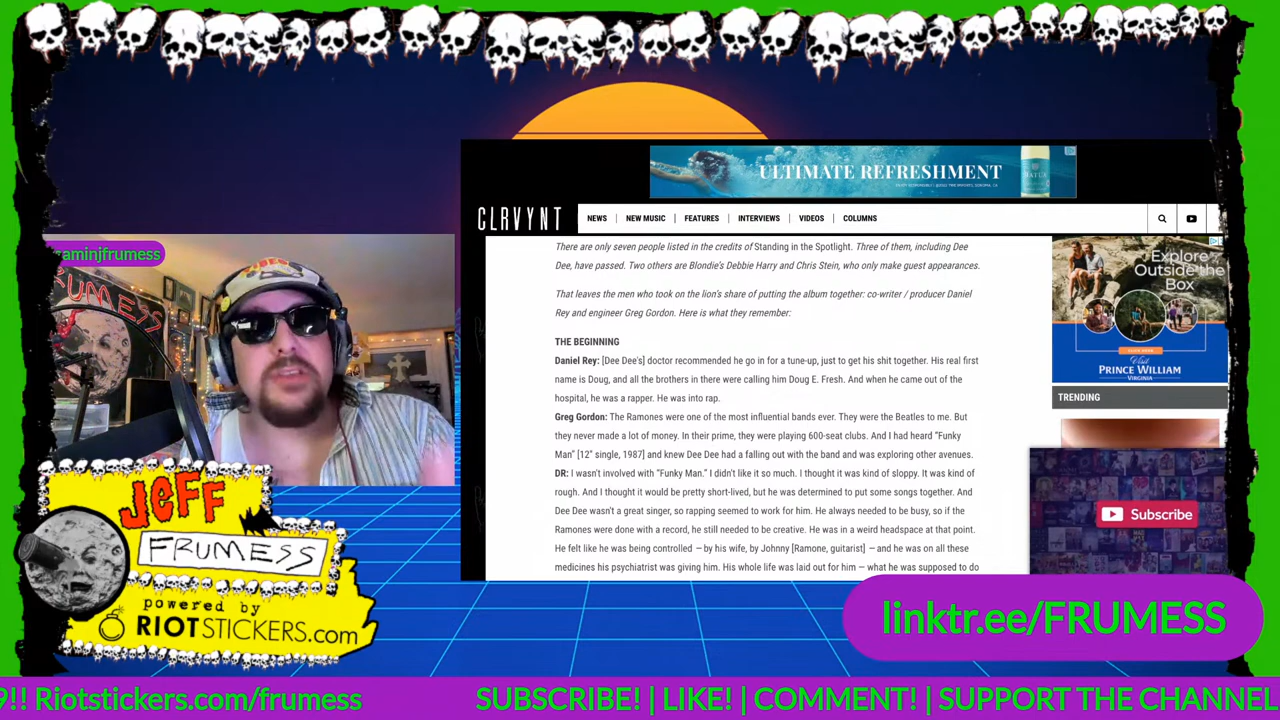 ULTIMATE REFRESHMENT
MATUA
CLRVYNT
NEWS
NEW MUSIC
FEATURES
INTERVIEWS
VIDEOS
COLUMNS
There are only seven people listed in the credits of Standing in the Spotlight. Three of them, including Dee
Dee, have passed. Two others are Blondie's Debbie Harry and Chris Stein, who only make guest appearances.
That leaves the men who took on the lion's share of putting the album together: co-writer / producer Daniel
Rey and engineer Greg Gordon. Here is what they remember:
THE BEGINNING
Daniel Rey: [Dee Dee's] doctor recommended he go in for a tune-up, just to get his shit together. His real first
name is Doug, and all the brothers in there were calling him Doug E. Fresh. And when he came out of the
hospital, he was a rapper. He was into rap.
Greg Gordon: The Ramones were one of the most influential bands ever. They were the Beatles to me. But
they never made a lot of money. In their prime, they were playing 600-seat clubs. And I had heard "Funky
Man" [12" single, 1987] and knew Dee Dee had a falling out with the band and was exploring other avenues.
DR: I wasn't involved with "Funky Man." I didn't like it so much. I thought it was kind of sloppy. It was kind of
rough. And I thought it would be pretty short-lived, but he was determined to put some songs together. And
Dee Dee wasn't a great singer, so rapping seemed to work for him. He always needed to be busy, so if the
Ramones were done with a record, he still needed to be creative. He was in a weird headspace at that point.
He felt like he was being controlled — by his wife, by Johnny [Ramone, guitarist] — and he was on all these
medicines his psychiatrist was giving him. His whole life was laid out for him — what he was supposed to do
Explore
Outside the
Box
Visit
PRINCE WILLIAM
VIRGINIA
TRENDING
Subscribe
raminjfrumess
FRUMESS
JeFF
FRUMESS
powered by
RIOTSTICKERS.com
linktr.ee/FRUMESS
9!! Riotstickers.com/frumess
SUBSCRIBE! | LIKE! | COMMENT! | SUPPORT THE CHANNEL